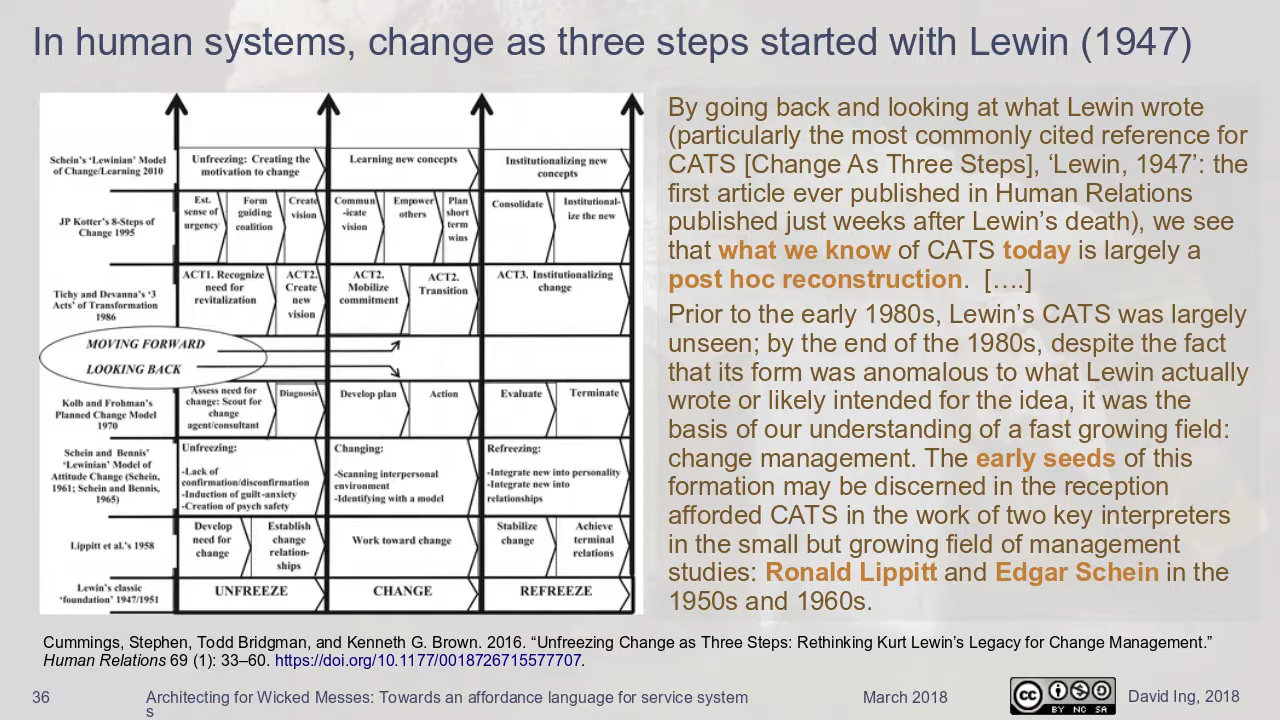 In human systems, change as three steps started with Lewin (1947)
Schein's 'Lewinian' Model
of Change/Learning 2010
Unfreezing: Creating the
motivation to change
Learning new concepts
Institutionalizing new
concepts
JP Kotter's 8-Steps of
Change 1995
Est.
sense of
urgency
Form
guiding
coalition
Create
vision
Commun
-icate
vision
Empower
others
Plan
short
term
wins
Consolidate
Institutional-
ize the new
Tichy and Devanna's '3
Acts' of Transformation
1986
ACT1. Recognize
need for
revitalization
ACT2.
Create
new
vision
ACT2.
Mobilize
commitment
ACT2.
Transition
ACT3. Institutionalizing
change
MOVING FORWARD
LOOKING BACK
Kolb and Frohman's
Planned Change Model
1970
Assess need for
change: Scout for
change
agent/consultant
Diagnosis
Develop plan
Action
Evaluate
Terminate
Schein and Bennis'
'Lewinian' Model of
Attitude Change (Schein,
1961; Schein and Bennis,
1965)
Unfreezing:
-Lack of
confirmation/disconfirmation
-Induction of guilt-anxiety
-Creation of psych safety
Changing:
-Scanning interpersonal
environment
-Identifying with a model
Refreezing:
-Integrate new into personality
-Integrate new into
relationships
Lippitt et al.'s 1958
Develop
need for
change
Establish
change
relation-
ships
Work toward change
Stabilize
change
Achieve
terminal
relations
Lewin's classic
'foundation' 1947/1951
UNFREEZE
CHANGE
REFREEZE
By going back and looking at what Lewin wrote
(particularly the most commonly cited reference for
CATS [Change As Three Steps], ‘Lewin, 1947’: the
first article ever published in Human Relations
published just weeks after Lewin’s death), we see
that what we know of CATS today is largely a
post hoc reconstruction. [….]
Prior to the early 1980s, Lewin’s CATS was largely
unseen; by the end of the 1980s, despite the fact
that its form was anomalous to what Lewin actually
wrote or likely intended for the idea, it was the
basis of our understanding of a fast growing field:
change management. The early seeds of this
formation may be discerned in the reception
afforded CATS in the work of two key interpreters
in the small but growing field of management
studies: Ronald Lippitt and Edgar Schein in the
1950s and 1960s.
Cummings, Stephen, Todd Bridgman, and Kenneth G. Brown. 2016. “Unfreezing Change as Three Steps: Rethinking Kurt Lewin’s Legacy for Change Management.”
Human Relations 69 (1): 33–60. https://doi.org/10.1177/0018726715577707.
36
Architecting for Wicked Messes: Towards an affordance language for service system
s
March 2018
cc
BY NC SA
David Ing, 2018